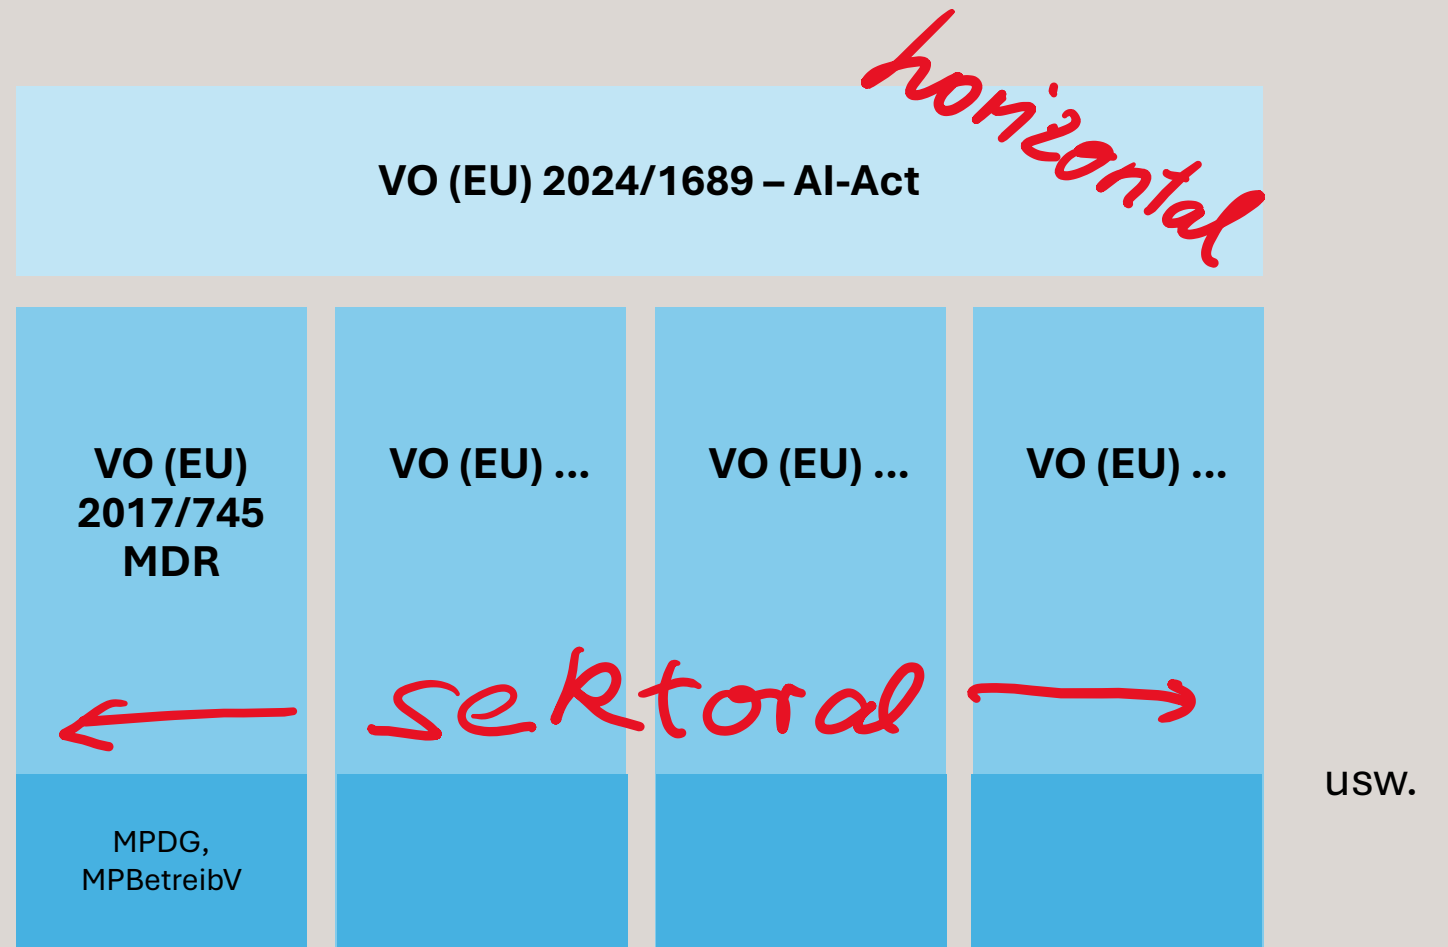 horizontal
VO (EU) 2024/1689 – AI-Act
VO (EU)
2017/745
MDR
VO (EU) ...
VO (EU) ...
VO (EU) ...
sektoral
usw.
MPDG,
MPBetreibV